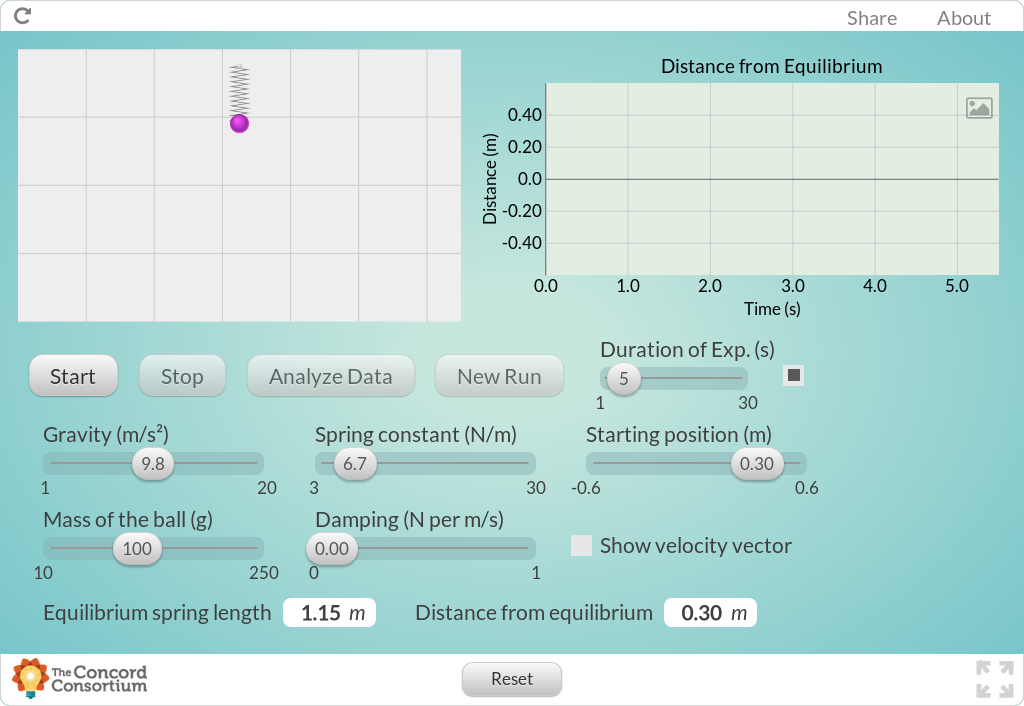 Share About
Distance from Equilibrium
0.40
0.20
0.0
-0.20
-0.40
Distance (m)
0.0 1.0 2.0 3.0 4.0 5.0
Time (s)
Start Stop Analyze Data New Run
Duration of Exp. (s)
5
1 30
Gravity (m/s²) Spring constant (N/m) Starting position (m)
9.8 6.7 0.30
1 20 3 30 -0.6 0.6
Mass of the ball (g) Damping (N per m/s)
100 0.00
Show velocity vector
10 250 0 1
Equilibrium spring length 1.15 m Distance from equilibrium 0.30 m
The Concord
Consortium
Reset